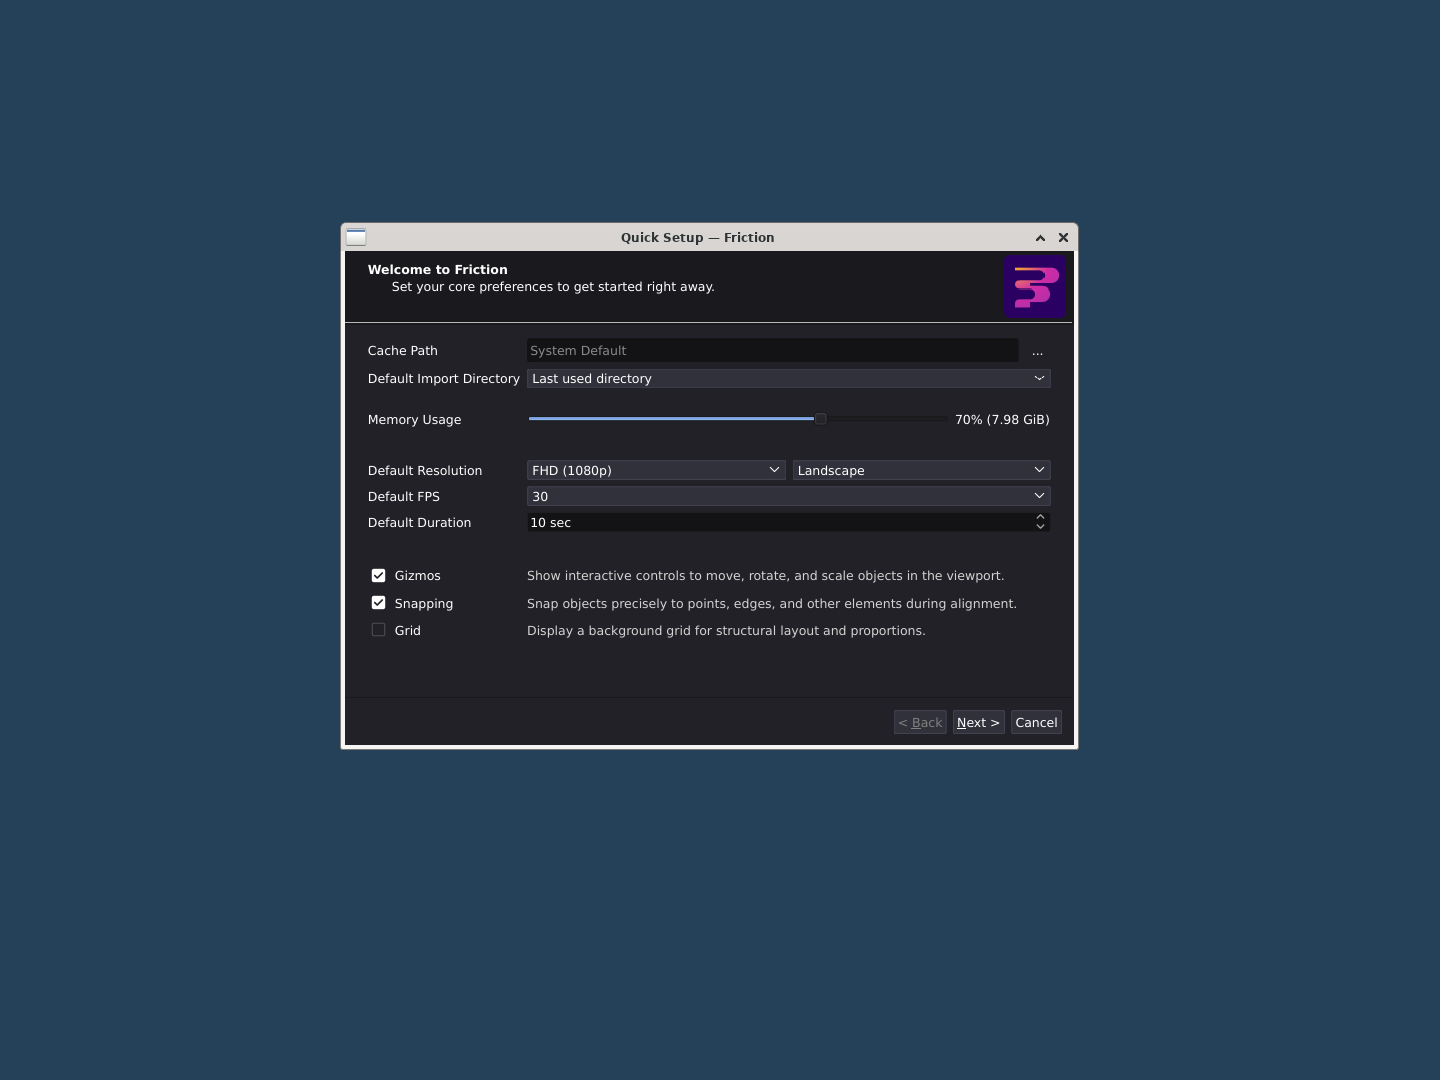 Quick Setup — Friction
Welcome to Friction
Set your core preferences to get started right away.
Cache Path System Default ...
Default Import Directory Last used directory
Memory Usage 70% (7.98 GiB)
Default Resolution FHD (1080p) Landscape
Default FPS 30
Default Duration 10 sec
Gizmos Show interactive controls to move, rotate, and scale objects in the viewport.
Snapping Snap objects precisely to points, edges, and other elements during alignment.
Grid Display a background grid for structural layout and proportions.
< Back Next > Cancel